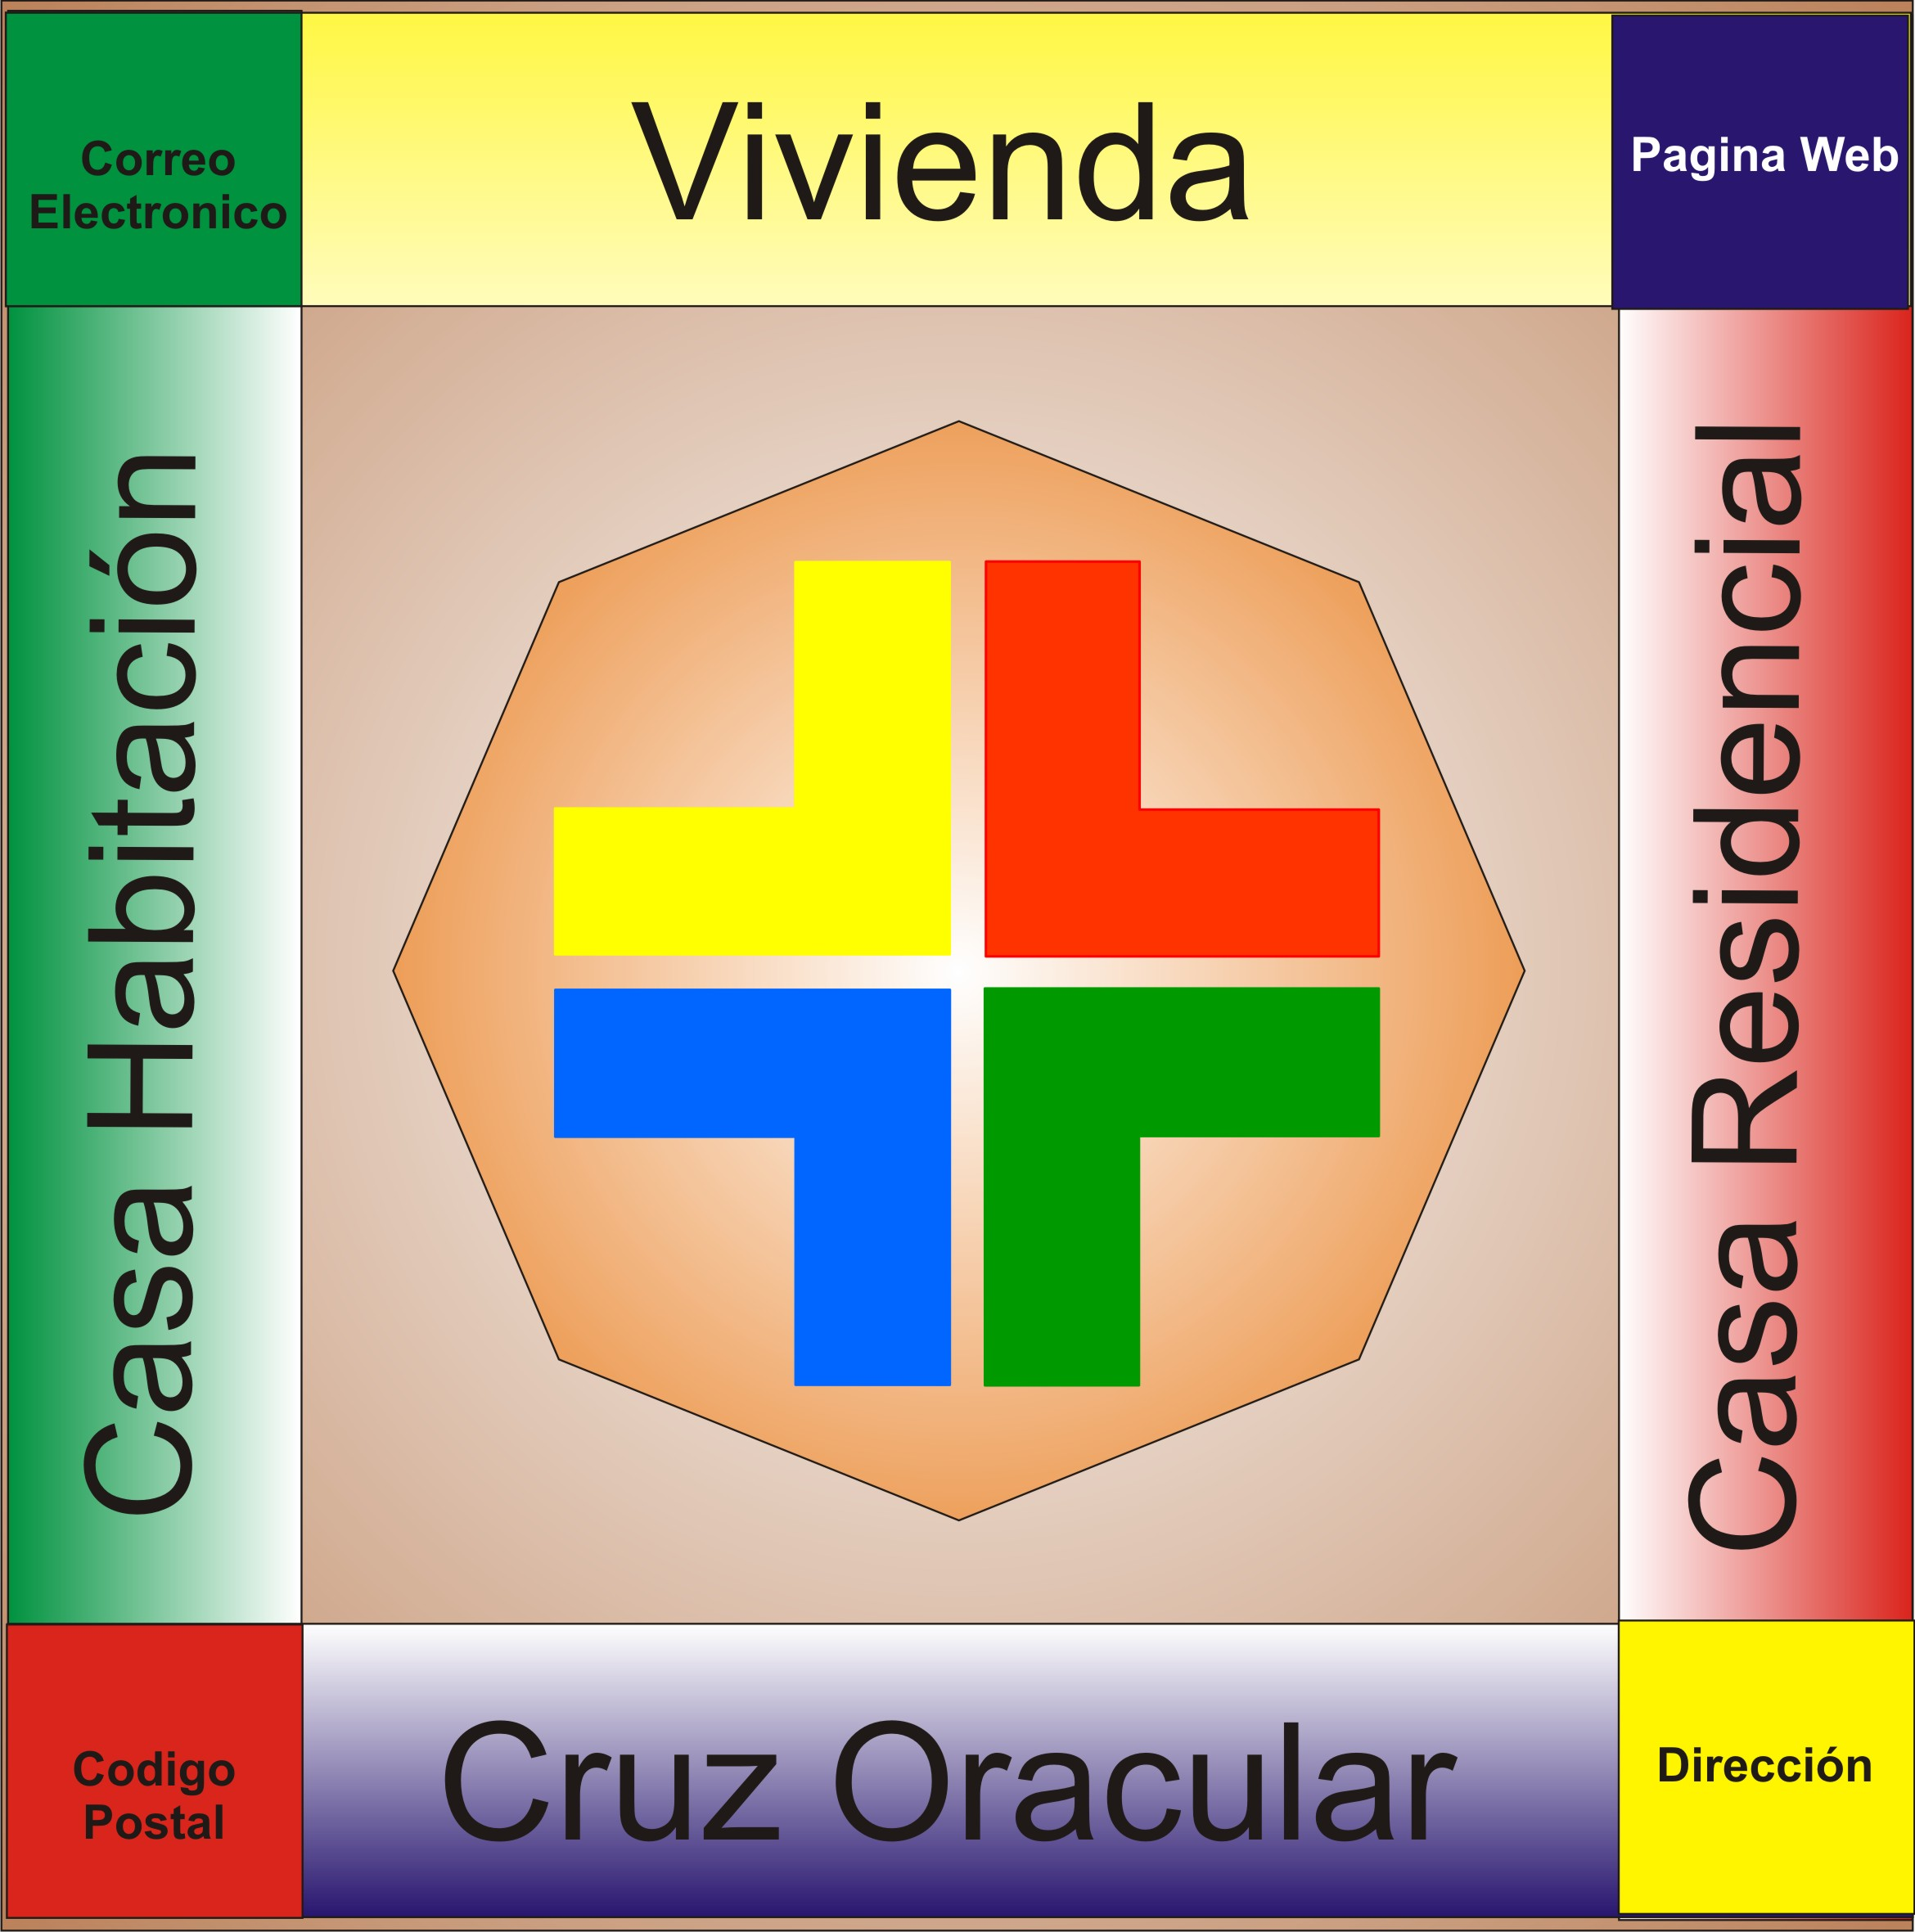 Correo
Electronico
Vivienda
Pagina Web
Casa Habitación
Casa Residencial
Codigo
Postal
Cruz Oracular
Dirección